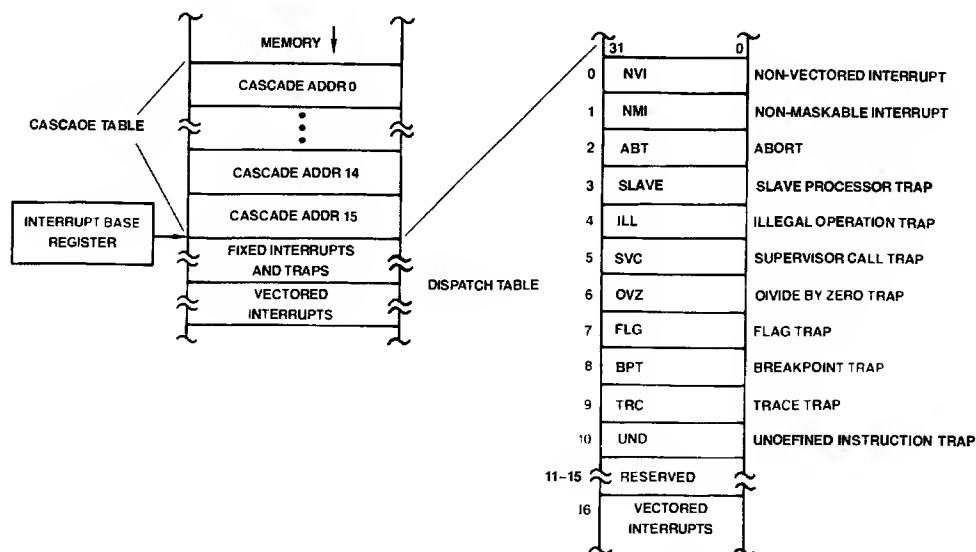 MEMORY
CASCADE ADDR 0
CASCAOE TABLE
CASCADE ADDR 14
CASCADE ADDR 15
INTERRUPT BASE
REGISTER
FIXED INTERRUPTS
AND TRAPS
VECTORED
INTERRUPTS
DISPATCH TABLE
31 0
0 NVI NON-VECTORED INTERRUPT
1 NMI NON-MASKABLE INTERRUPT
2 ABT ABORT
3 SLAVE SLAVE PROCESSOR TRAP
4 ILL ILLEGAL OPERATION TRAP
5 SVC SUPERVISOR CALL TRAP
6 OVZ OIVIDE BY ZERO TRAP
7 FLG FLAG TRAP
8 BPT BREAKPOINT TRAP
9 TRC TRACE TRAP
10 UND UNOEFINED INSTRUCTION TRAP
11–15 RESERVED
16 VECTORED
INTERRUPTS